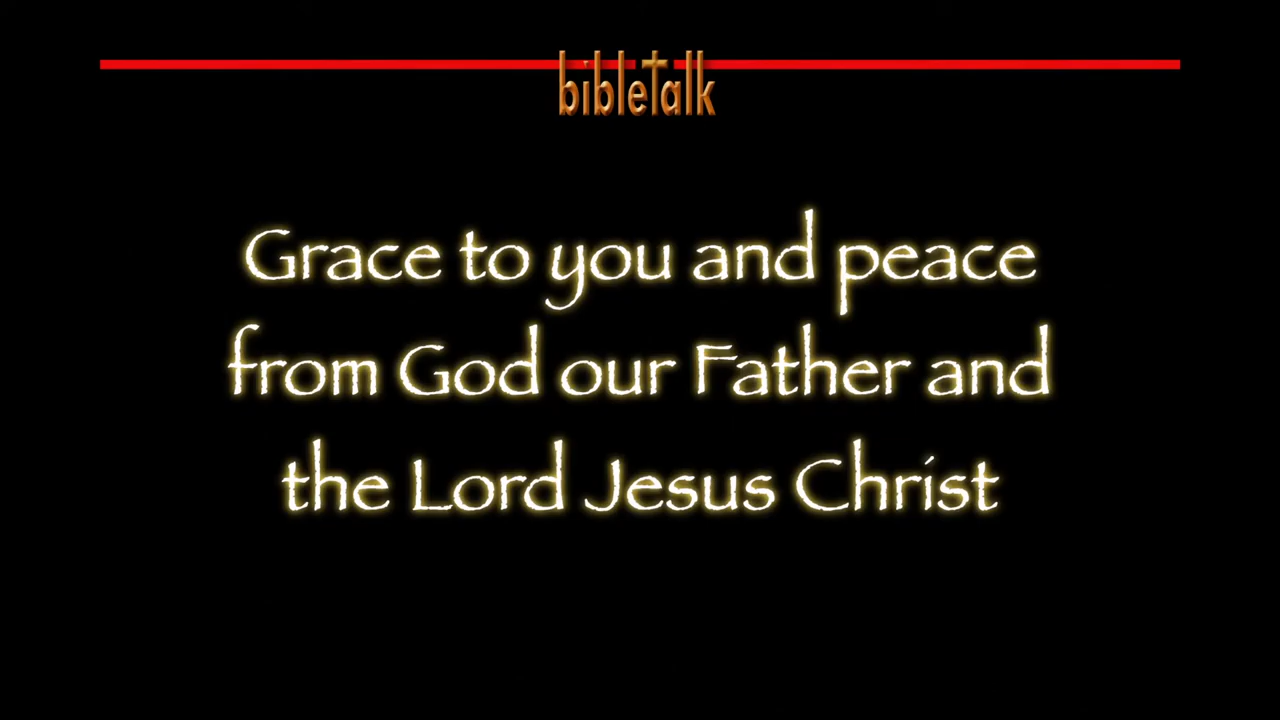 bibleTalk
Grace to you and peace
from God our Father and
the Lord Jesus Christ